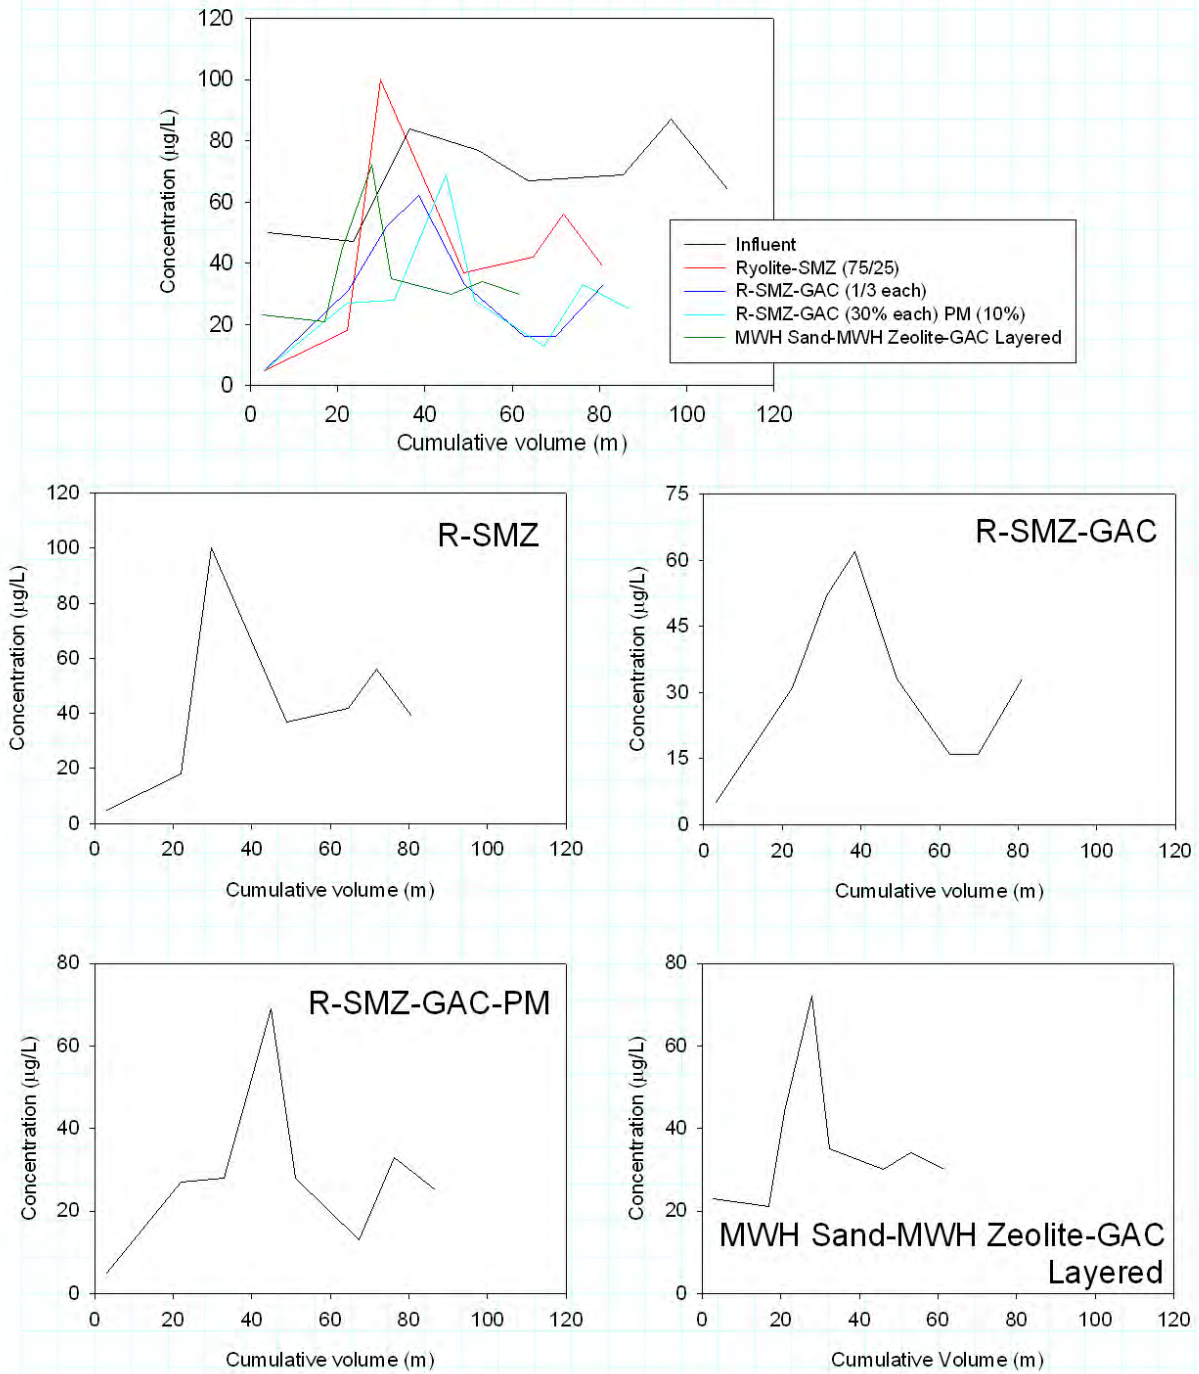 120
100
80
60
40
20
0
Concentration (µg/L)
0 20 40 60 80 100 120
Cumulative volume (m)
Influent
Ryolite-SMZ (75/25)
R-SMZ-GAC (1/3 each)
R-SMZ-GAC (30% each) PM (10%)
MWH Sand-MWH Zeolite-GAC Layered
R-SMZ
120
100
80
60
40
20
0
Concentration (µg/L)
0 20 40 60 80 100 120
Cumulative volume (m)
R-SMZ-GAC
75
60
45
30
15
0
Concentration (µg/L)
0 20 40 60 80 100 120
Cumulative volume (m)
R-SMZ-GAC-PM
80
60
40
20
0
Concentration (µg/L)
0 20 40 60 80 100 120
Cumulative volume (m)
80
60
40
20
0
Concentration (µg/L)
MWH Sand-MWH Zeolite-GAC
Layered
0 20 40 60 80 100 120
Cumulative Volume (m)